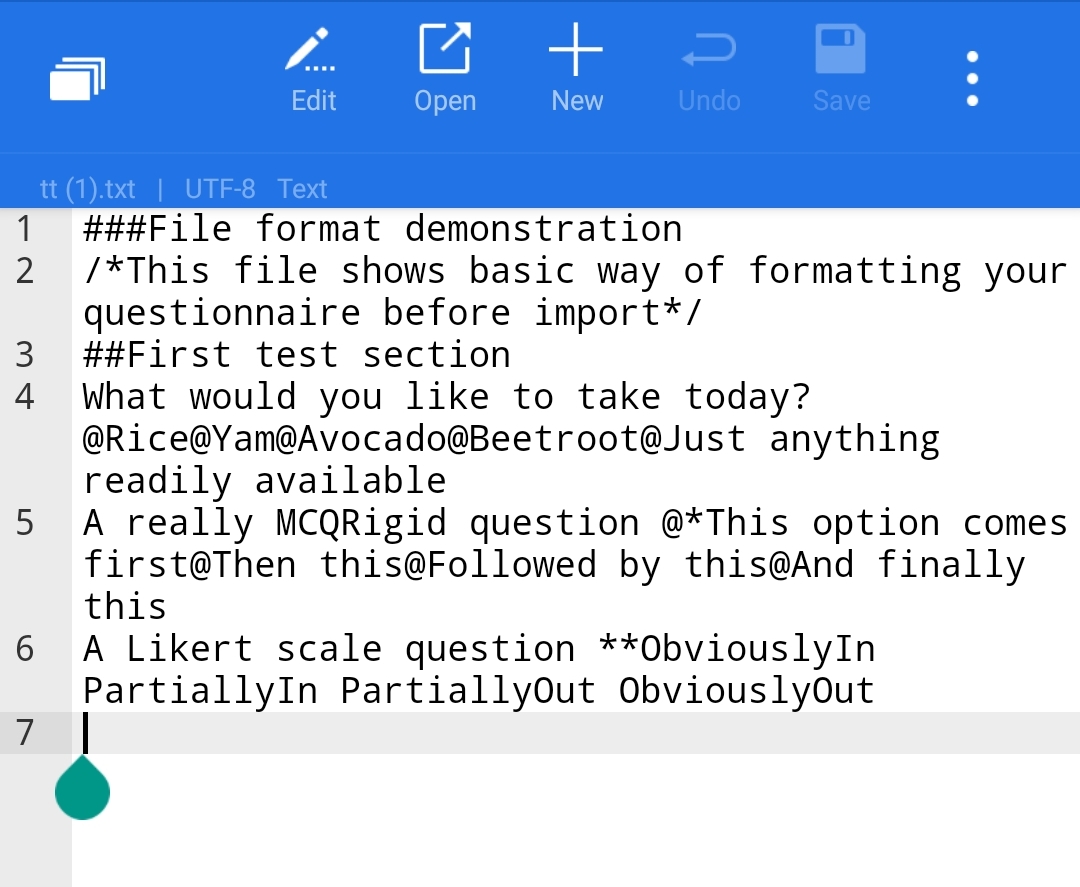 Edit Open New Undo Save
tt (1).txt | UTF-8 Text
1 ###File format demonstration
2 /*This file shows basic way of formatting your
questionnaire before import*/
3 ##First test section
4 What would you like to take today?
@Rice@Yam@Avocado@Beetroot@Just anything
readily available
5 A really MCQRigid question @*This option comes
first@Then this@Followed by this@And finally
this
6 A Likert scale question **ObviouslyIn
PartiallyIn PartiallyOut ObviouslyOut
7